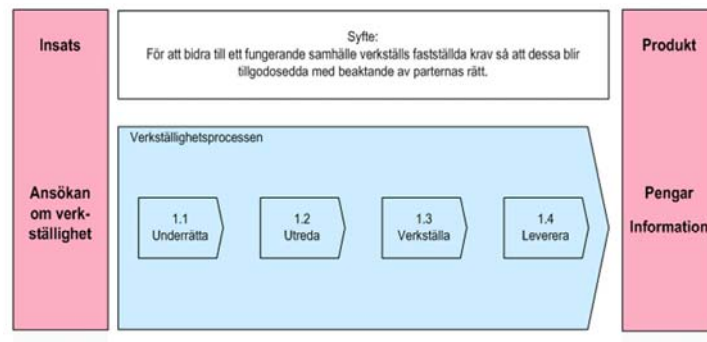 Insats
Ansökan
om verk-
ställighet
Syfte:
För att bidra till ett fungerande samhälle verkställs fastställda krav så att dessa blir
tillgodosedda med beaktande av parternas rätt.
Verkställighetsprocessen
1.1
Underrätta
1.2
Utreda
1.3
Verkställa
1.4
Leverera
Produkt
Pengar
Information